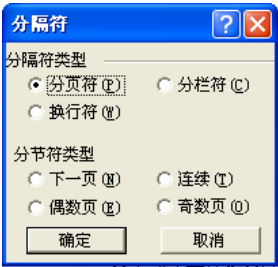 分隔符
分隔符类型
分页符(P) 分栏符(C)
换行符(W)
分节符类型
下一页(N) 连续(T)
偶数页(E) 奇数页(O)
确定 取消